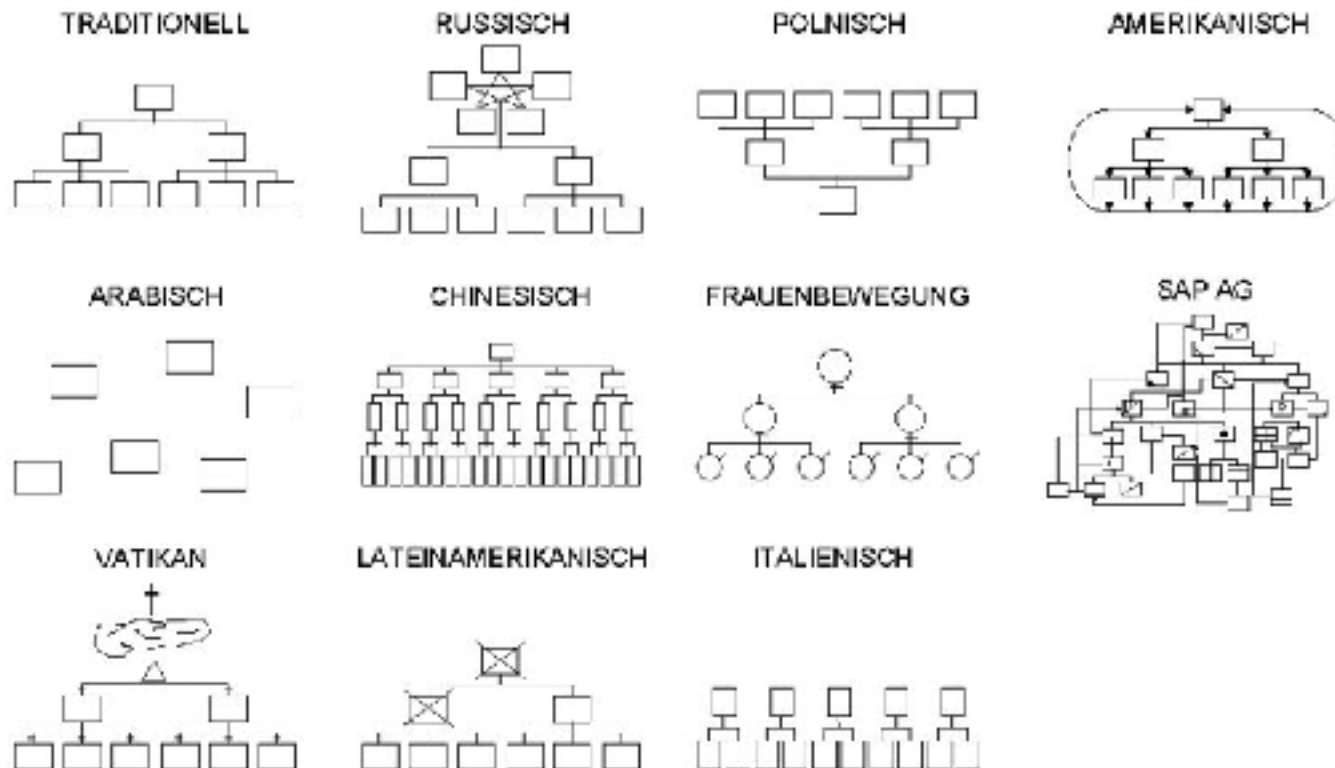 TRADITIONELL
RUSSISCH
POLNISCH
AMERIKANISCH
ARABISCH
CHINESISCH
FRAUENBEWEGUNG
SAP AG
VATIKAN
LATEINAMERIKANISCH
ITALIENISCH